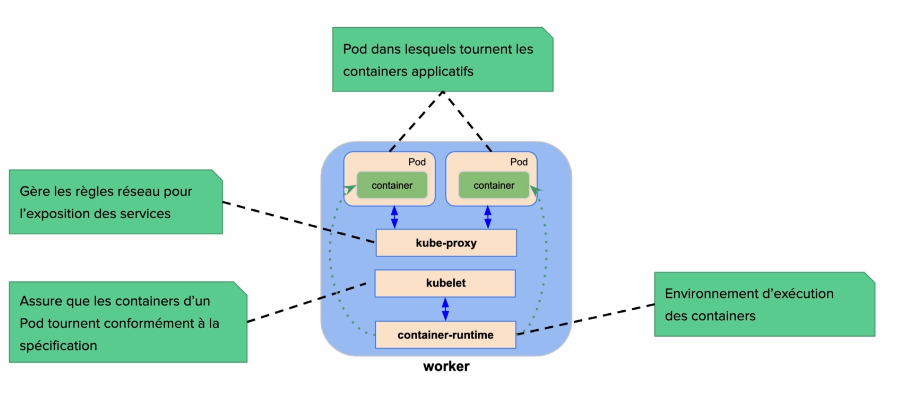 Pod dans lesquels tournent les
containers applicatifs
Pod
Pod
container
container
Gère les règles réseau pour
l'exposition des services
kube-proxy
kubelet
Assure que les containers d'un
Pod tournent conformément à la
spécification
Environnement d'exécution
des containers
container-runtime
worker